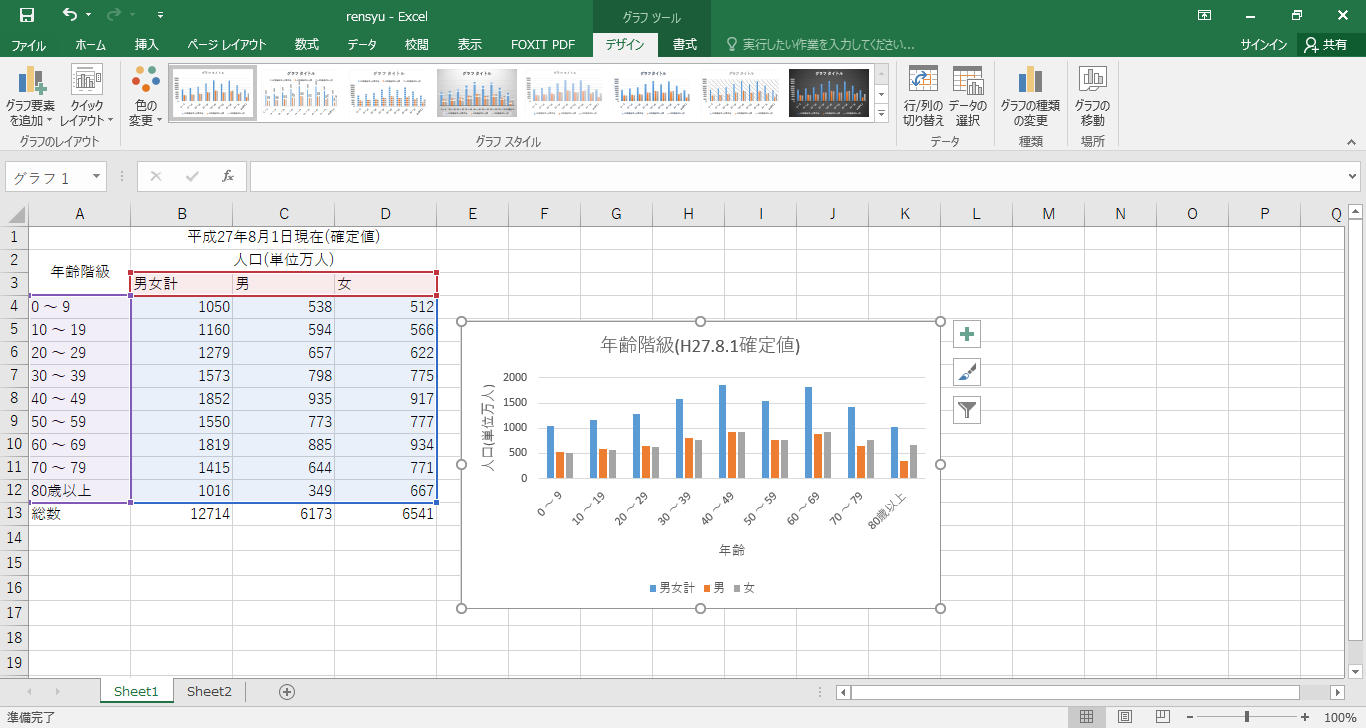 rensyu - Excel
グラフ ツール
ファイル ホーム 挿入 ページ レイアウト 数式 データ 校閲 表示 FOXIT PDF デザイン 書式 実行したい作業を入力してください... サインイン 共有
グラフ要素を追加
クイックレイアウト
グラフのレイアウト
色の変更
グラフ スタイル
行/列の切り替え
データの選択
データ
グラフの種類の変更
種類
グラフの移動
場所
グラフ 1
fx
A B C D E F G H I J K L M N O P Q
1 平成27年8月1日現在(確定値)
2 年齢階級 人口(単位万人)
3 男女計 男 女
4 0 ～ 9 1050 538 512
5 10 ～ 19 1160 594 566
6 20 ～ 29 1279 657 622
7 30 ～ 39 1573 798 775
8 40 ～ 49 1852 935 917
9 50 ～ 59 1550 773 777
10 60 ～ 69 1819 885 934
11 70 ～ 79 1415 644 771
12 80歳以上 1016 349 667
13 総数 12714 6173 6541
14
15
16
17
18
19
年齢階級(H27.8.1確定値)
人口(単位万人)
2000
1500
1000
500
0
0 ～ 9 10 ～ 19 20 ～ 29 30 ～ 39 40 ～ 49 50 ～ 59 60 ～ 69 70 ～ 79 80歳以上
年齢
男女計 男 女
Sheet1 Sheet2
準備完了
100%